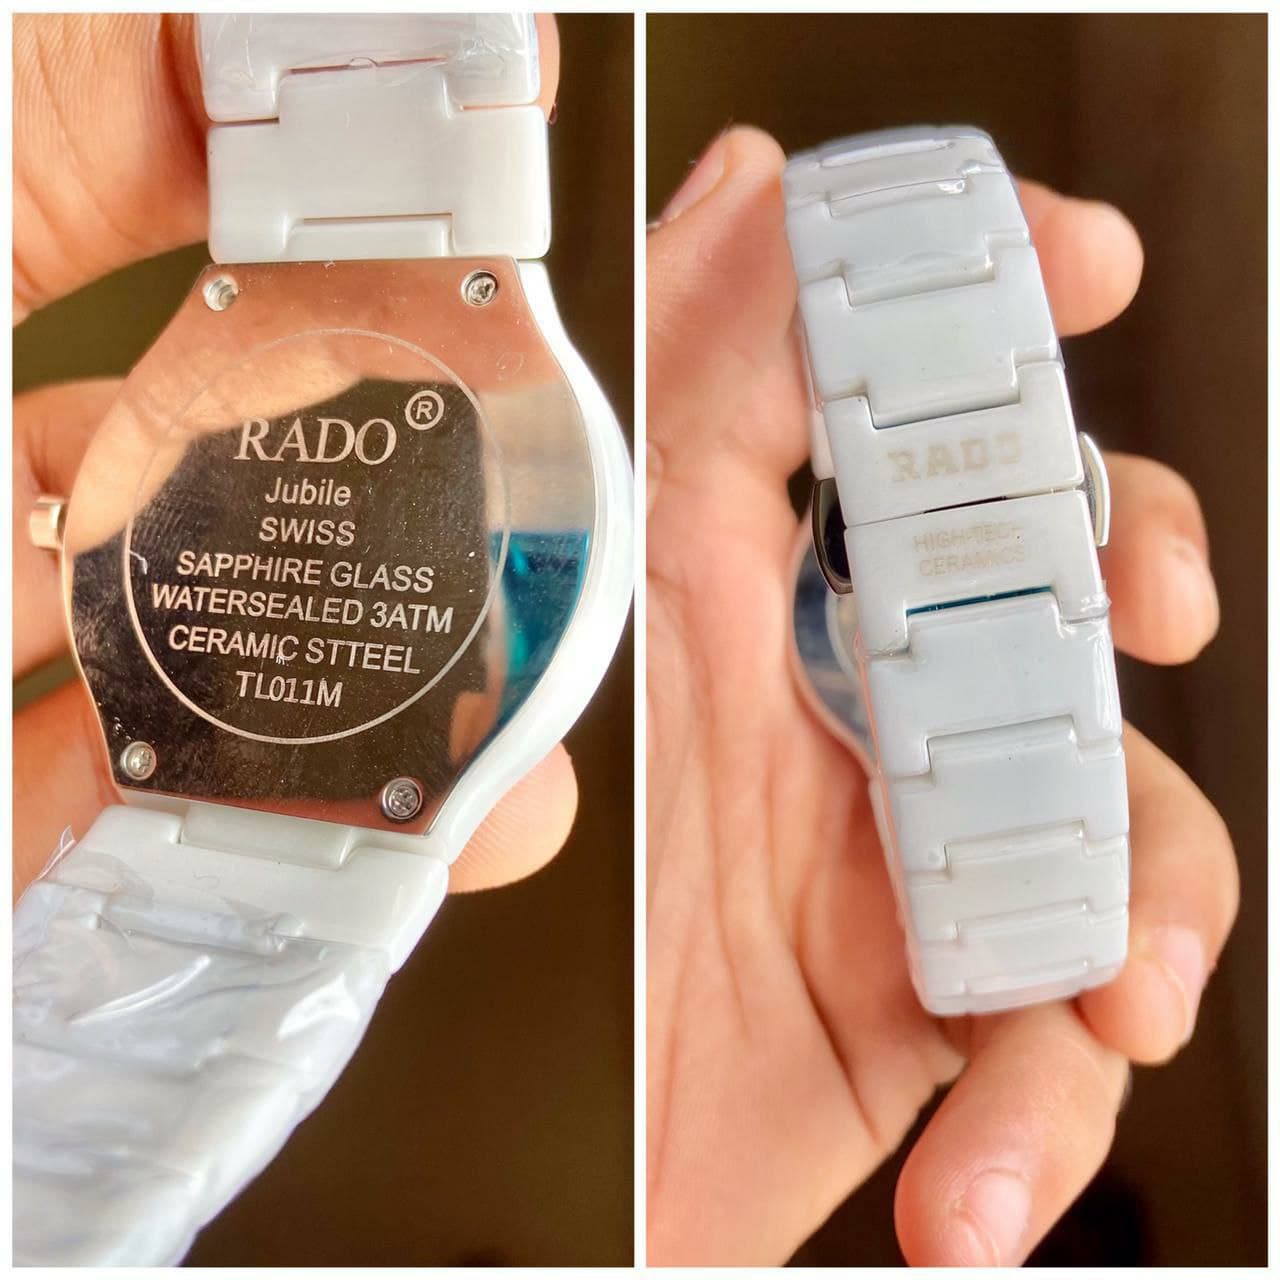 RADO ®
Jubile
SWISS
SAPPHIRE GLASS
WATERSEALED 3ATM
CERAMIC STTEEL
TL011M
RADO
HIGH-TECH
CERAMICS